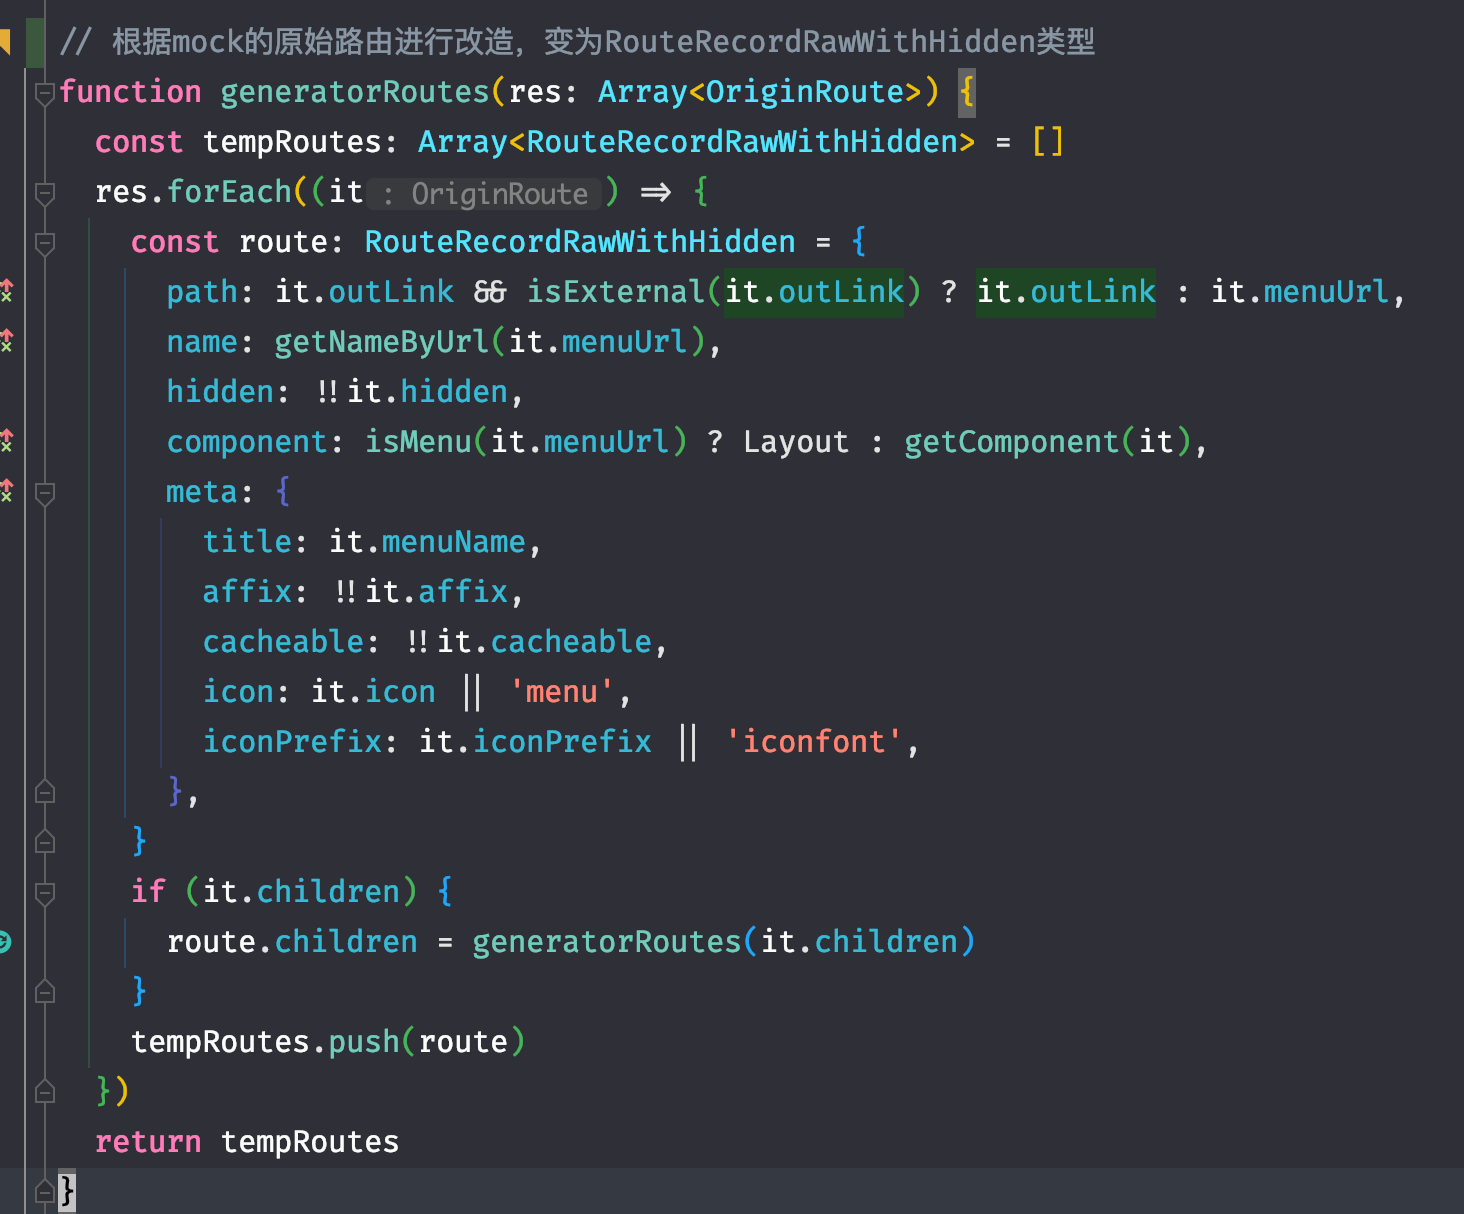 // 根据mock的原始路由进行改造，变为RouteRecordRawWithHidden类型
function generatorRoutes(res: Array<OriginRoute>) {
  const tempRoutes: Array<RouteRecordRawWithHidden> = []
  res.forEach((it : OriginRoute ) => {
    const route: RouteRecordRawWithHidden = {
      path: it.outLink && isExternal(it.outLink) ? it.outLink : it.menuUrl,
      name: getNameByUrl(it.menuUrl),
      hidden: !!it.hidden,
      component: isMenu(it.menuUrl) ? Layout : getComponent(it),
      meta: {
        title: it.menuName,
        affix: !!it.affix,
        cacheable: !!it.cacheable,
        icon: it.icon || 'menu',
        iconPrefix: it.iconPrefix || 'iconfont',
      },
    }
    if (it.children) {
      route.children = generatorRoutes(it.children)
    }
    tempRoutes.push(route)
  })
  return tempRoutes
}